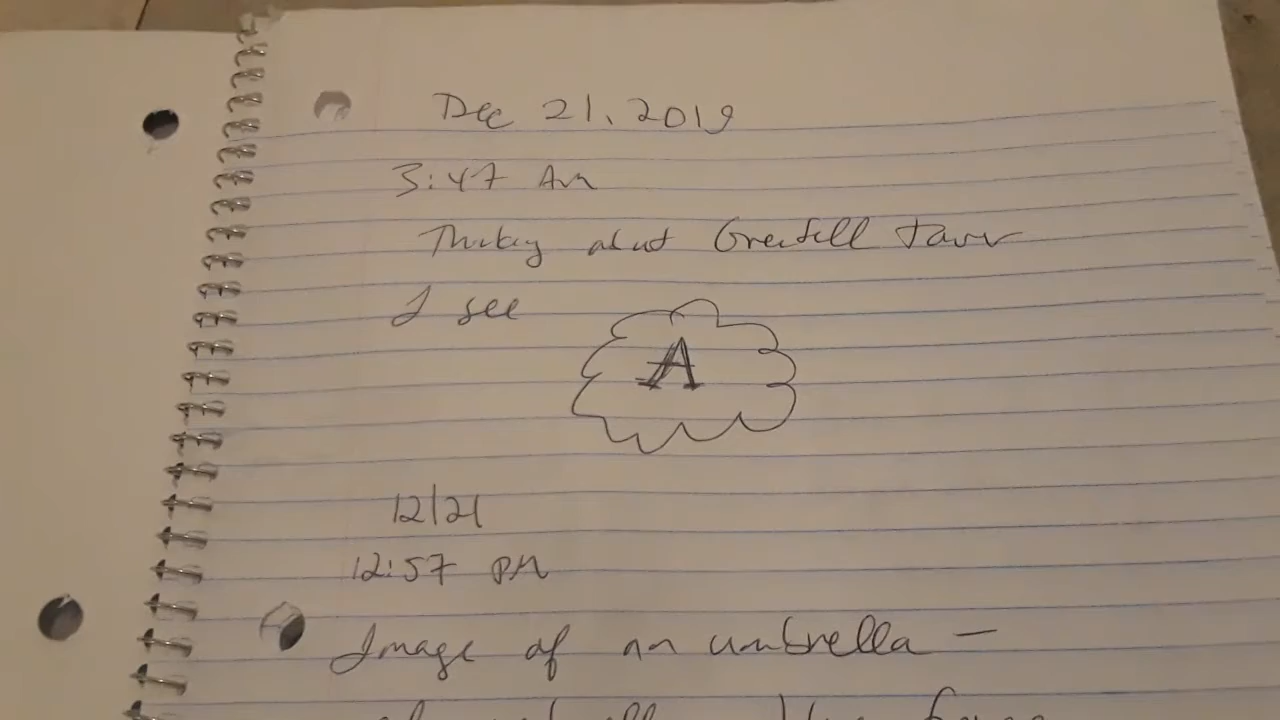 Dec 21, 2019
3:47 Am
Thinking about Grenfell tower
I see
A
12/21
12:57 PM
Image of an umbrella —